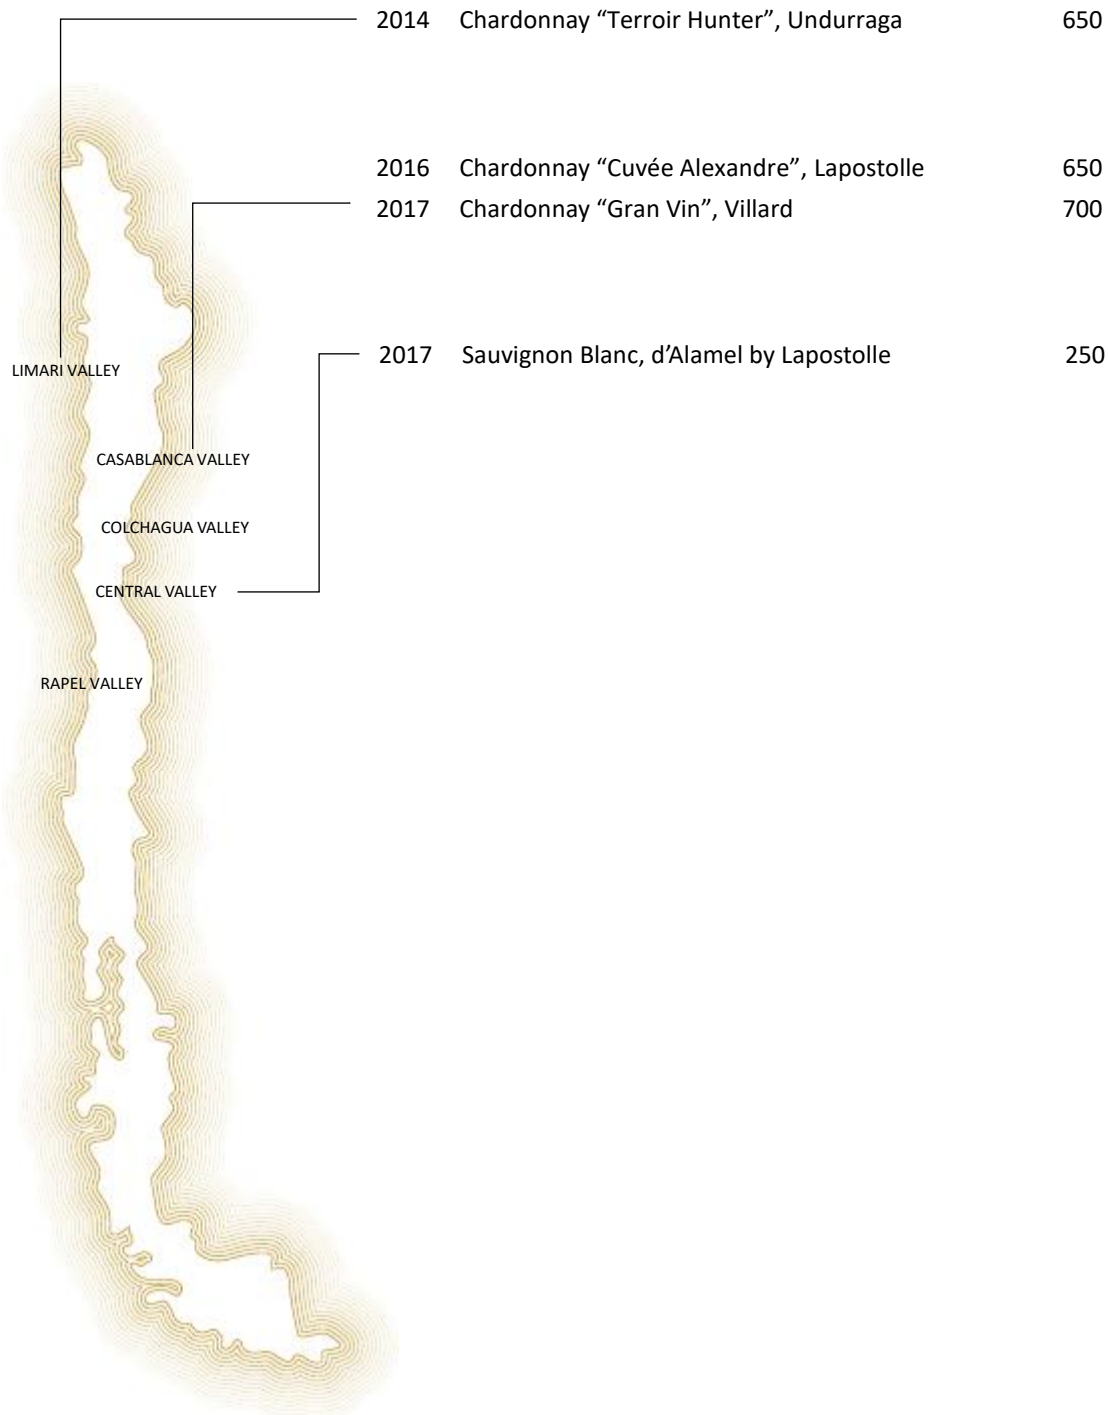 2014 Chardonnay “Terroir Hunter”, Undurraga 650
2016 Chardonnay “Cuvée Alexandre”, Lapostolle 650
2017 Chardonnay “Gran Vin”, Villard 700
2017 Sauvignon Blanc, d’Alamel by Lapostolle 250
LIMARI VALLEY
CASABLANCA VALLEY
COLCHAGUA VALLEY
CENTRAL VALLEY
RAPEL VALLEY